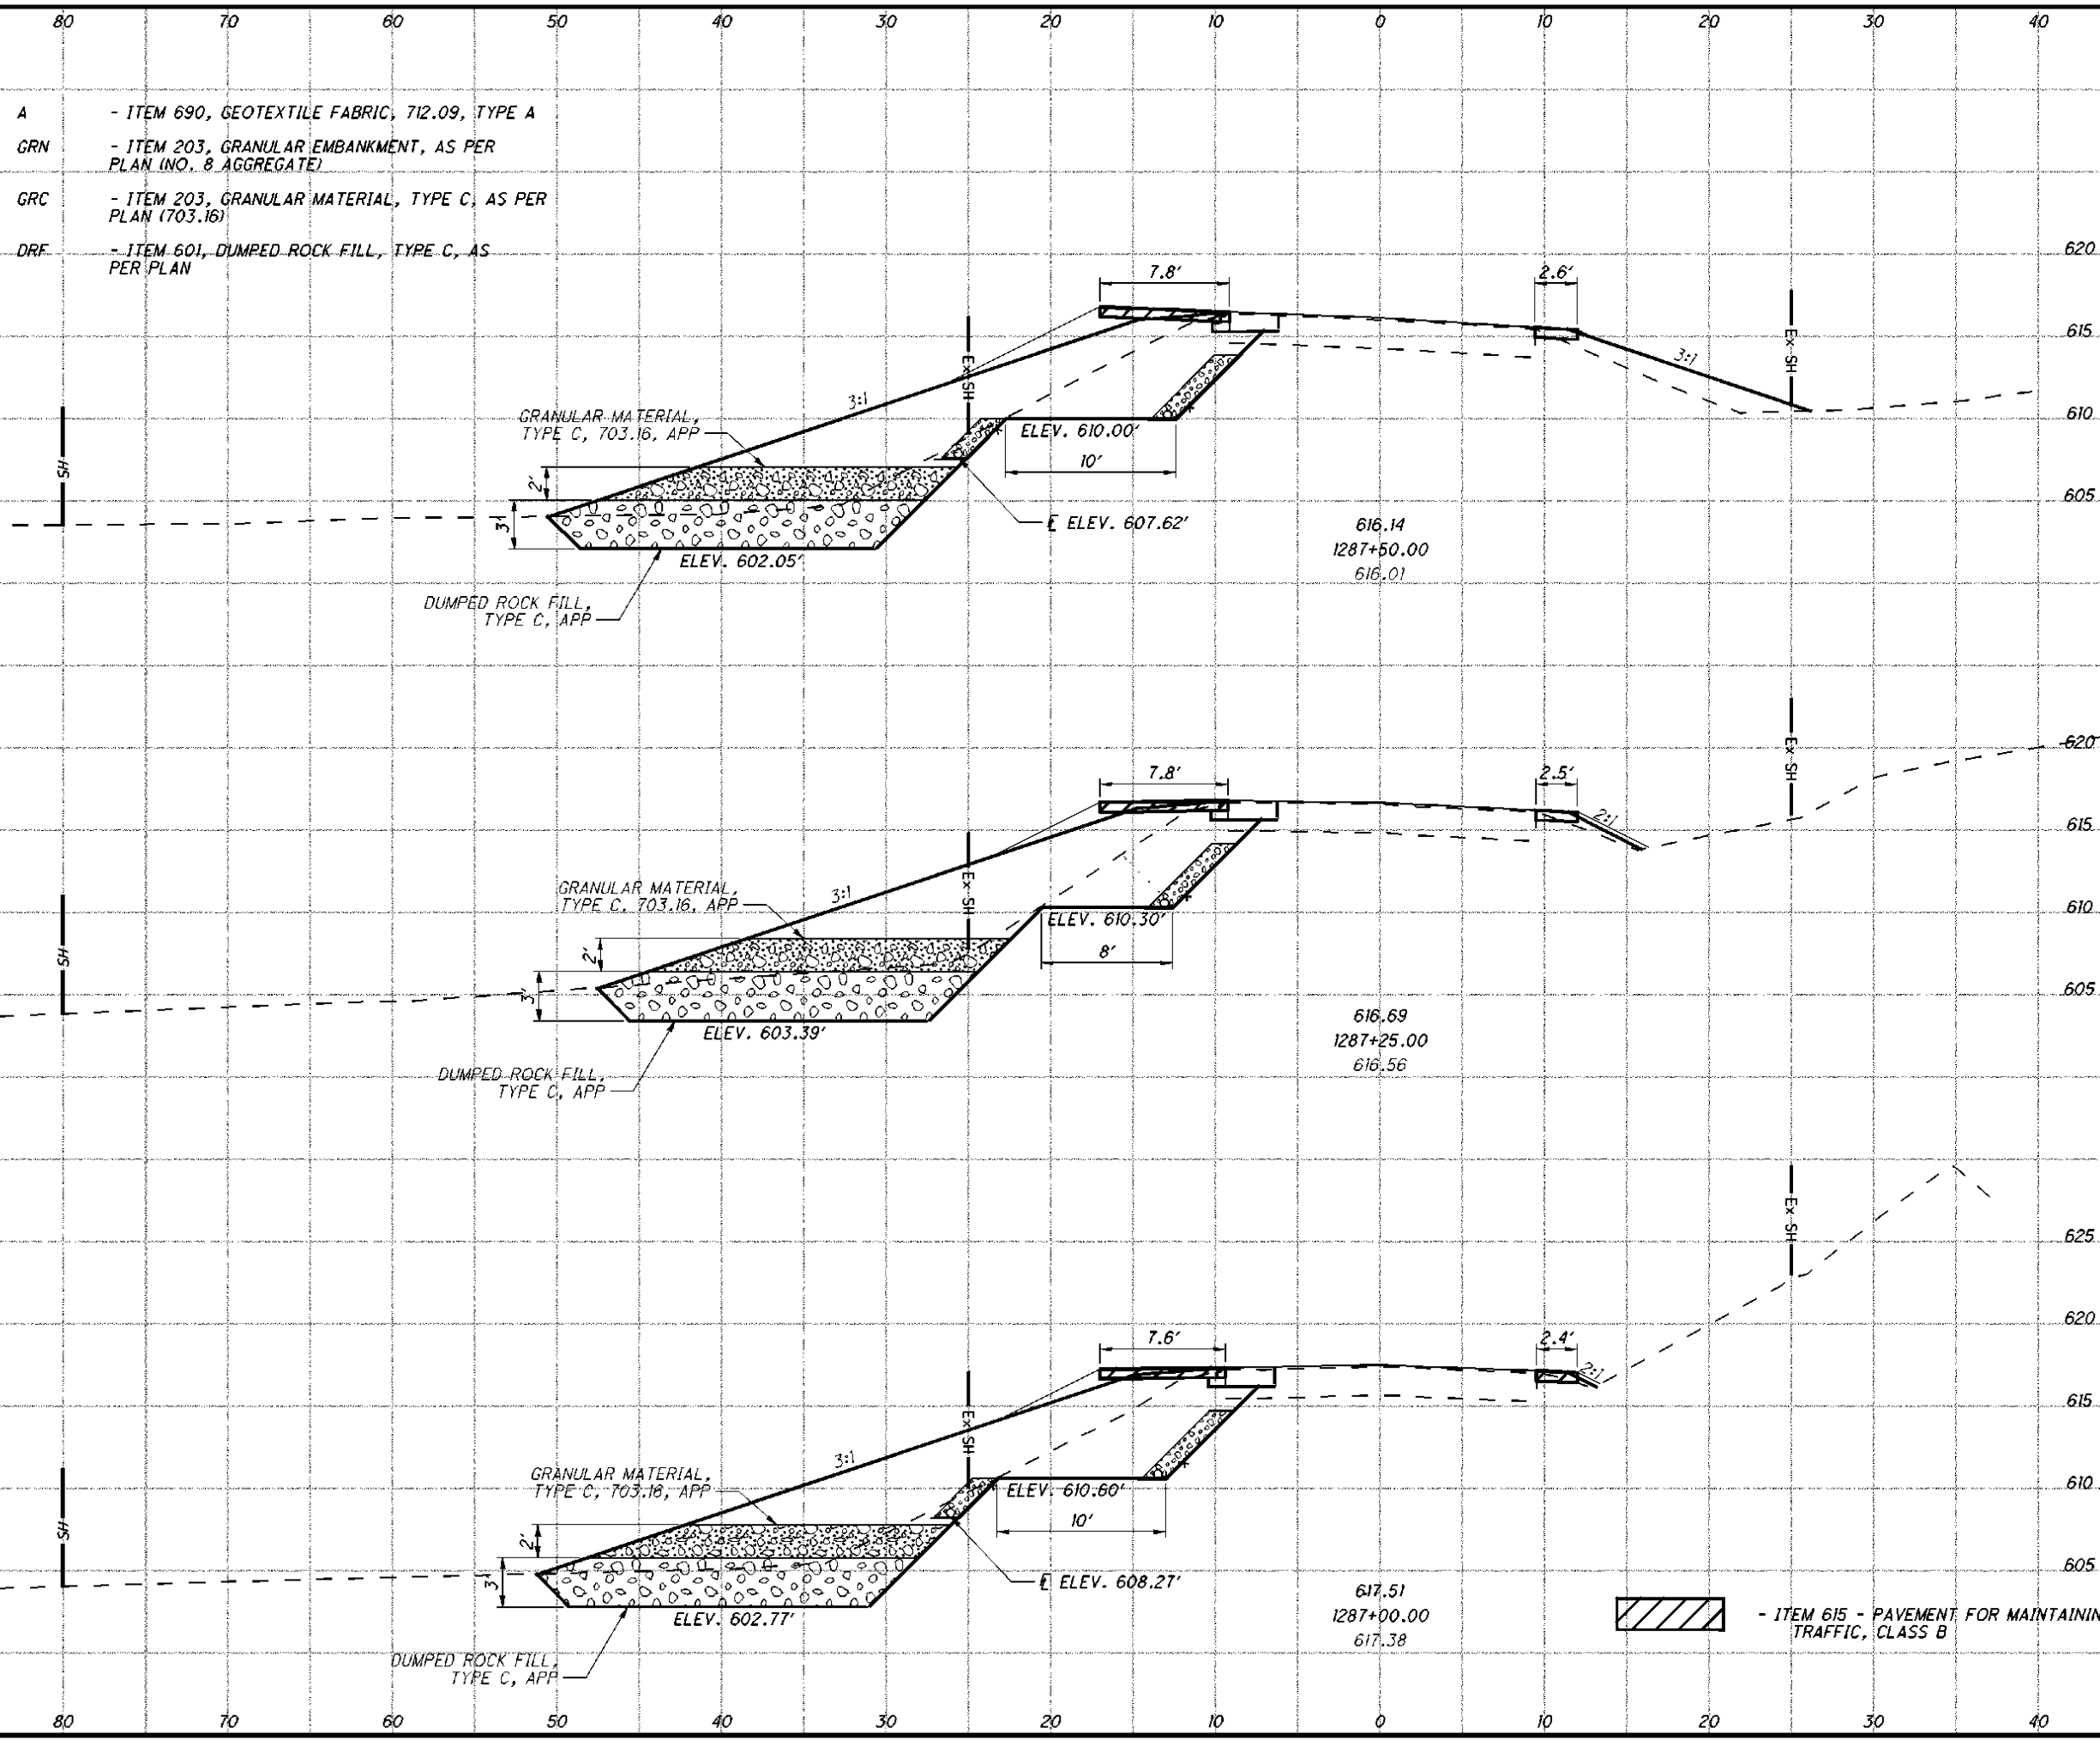 80 70 60 50 40 30 20 10 0 10 20 30 40
A - ITEM 690, GEOTEXTILE FABRIC, 712.09, TYPE A
GRN - ITEM 203, GRANULAR EMBANKMENT, AS PER
PLAN (NO. 8 AGGREGATE)
GRC - ITEM 203, GRANULAR MATERIAL, TYPE C, AS PER
PLAN (703.16)
DRF - ITEM 601, DUMPED ROCK FILL, TYPE C, AS
PER PLAN
620
7.8'
2.6'
615
Ex SH
Ex SH
3:1
3:1
GRANULAR MATERIAL,
TYPE C, 703.16, APP
610
ELEV. 610.00'
10'
SH
2'
605
3'
E ELEV. 607.62'
ELEV. 602.05'
616.14
1287+50.00
616.01
DUMPED ROCK FILL,
TYPE C, APP
620
Ex SH
7.8'
2.5'
615
2:1
Ex SH
3:1
GRANULAR MATERIAL,
TYPE C, 703.16, APP
610
ELEV. 610.30'
8'
SH
2'
3'
605
ELEV. 603.39'
616.69
1287+25.00
616.56
DUMPED ROCK FILL,
TYPE C, APP
Ex SH
625
620
7.6'
2.4'
2:1
615
Ex SH
3:1
GRANULAR MATERIAL,
TYPE C, 703.16, APP
610
ELEV. 610.60'
10'
SH
2'
3'
605
E ELEV. 608.27'
ELEV. 602.77'
617.51
1287+00.00
617.38
- ITEM 615 - PAVEMENT FOR MAINTAININ
TRAFFIC, CLASS B
DUMPED ROCK FILL,
TYPE C, APP
80 70 60 50 40 30 20 10 0 10 20 30 40